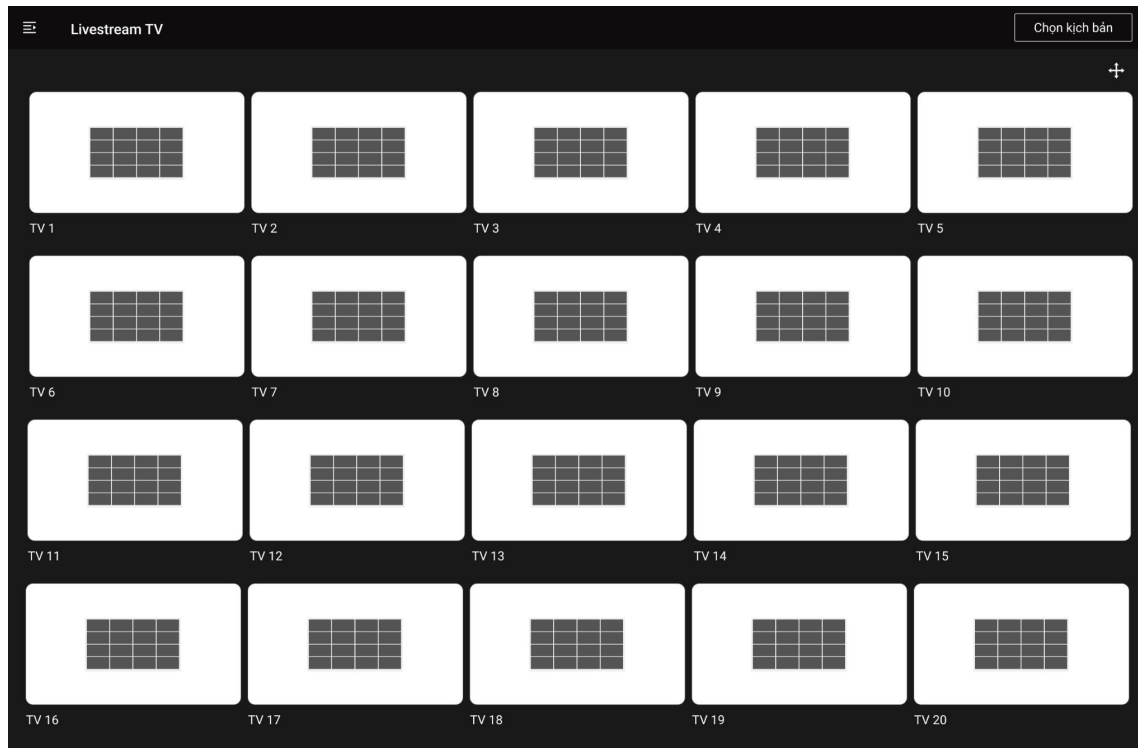 Livestream TV
Chọn kịch bản
TV 1
TV 2
TV 3
TV 4
TV 5
TV 6
TV 7
TV 8
TV 9
TV 10
TV 11
TV 12
TV 13
TV 14
TV 15
TV 16
TV 17
TV 18
TV 19
TV 20